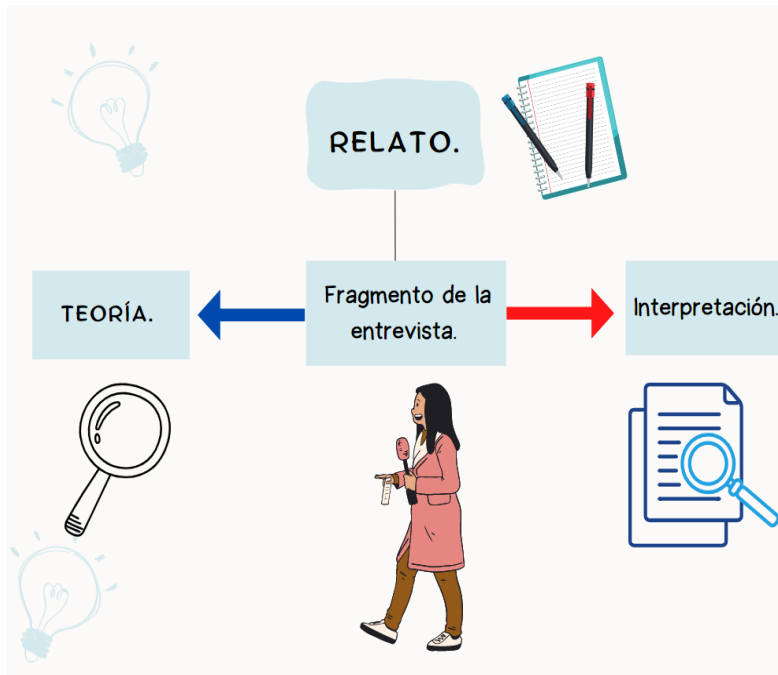 RELATO.
TEORÍA.
Fragmento de la
entrevista.
Interpretación.